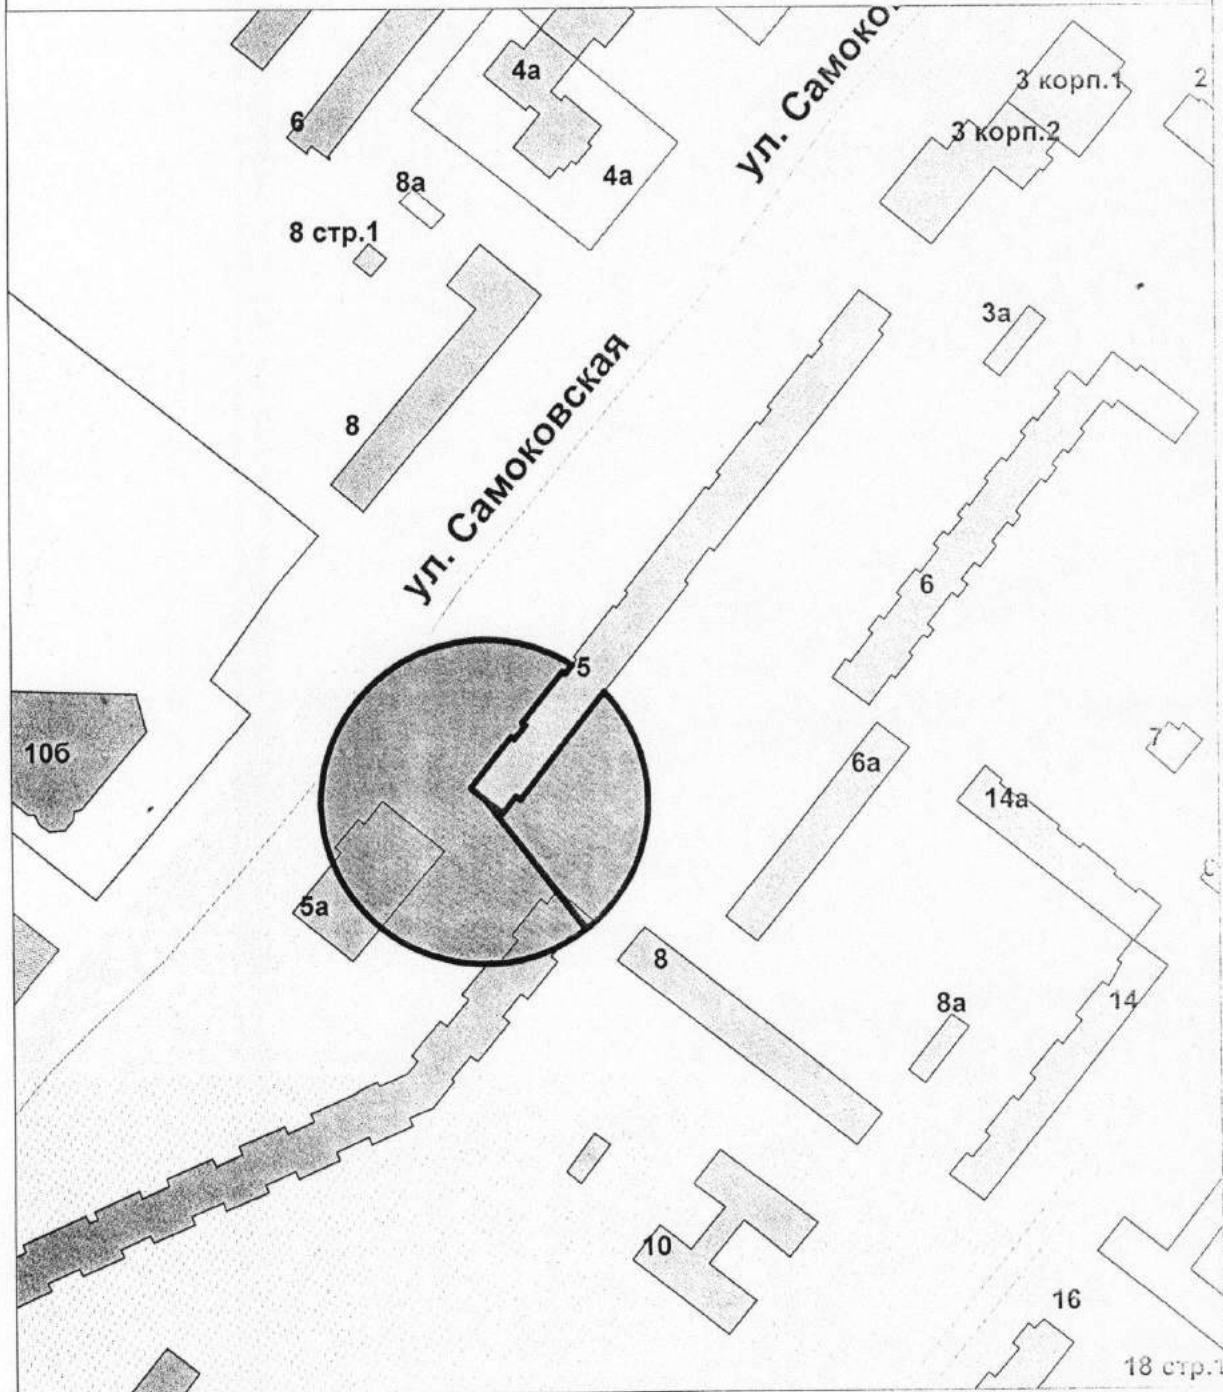 ул. Самоко
4а
3 корп.1
2
6
3 корп.2
4а
8а
8 стр.1
3а
ул. Самоковская
8
6
5
7
10б
6а
14а
5а
8
8а
14
10
16
18 стр.1